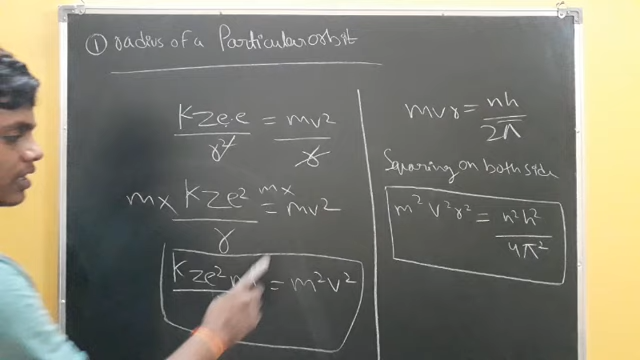 ① radius of a Particular orbit
KZe.e/r² = mv²/r
mx KZe²/r = mx mv²
KZe² = m²v²
mvr = nh/2π
Squaring on both side
m²v²r² = n²h²/4π²